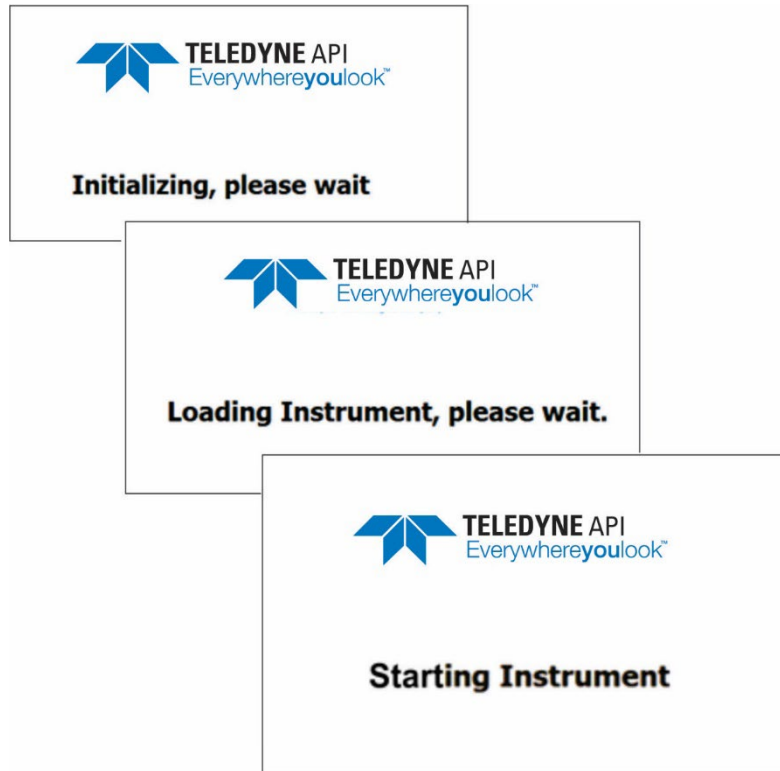 TELEDYNE API
Everywhereyoulook™
Initializing, please wait
TELEDYNE API
Everywhereyoulook™
Loading Instrument, please wait.
TELEDYNE API
Everywhereyoulook™
Starting Instrument